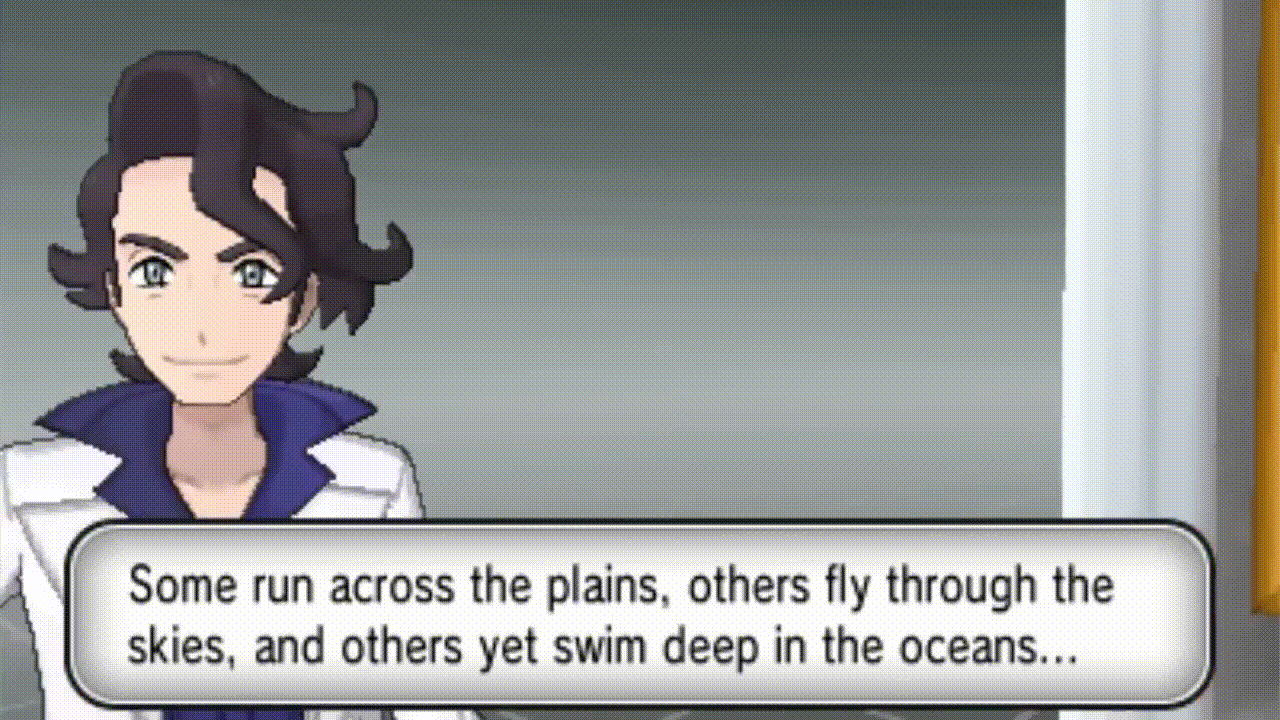 Some run across the plains, others fly through the
skies, and others yet swim deep in the oceans...